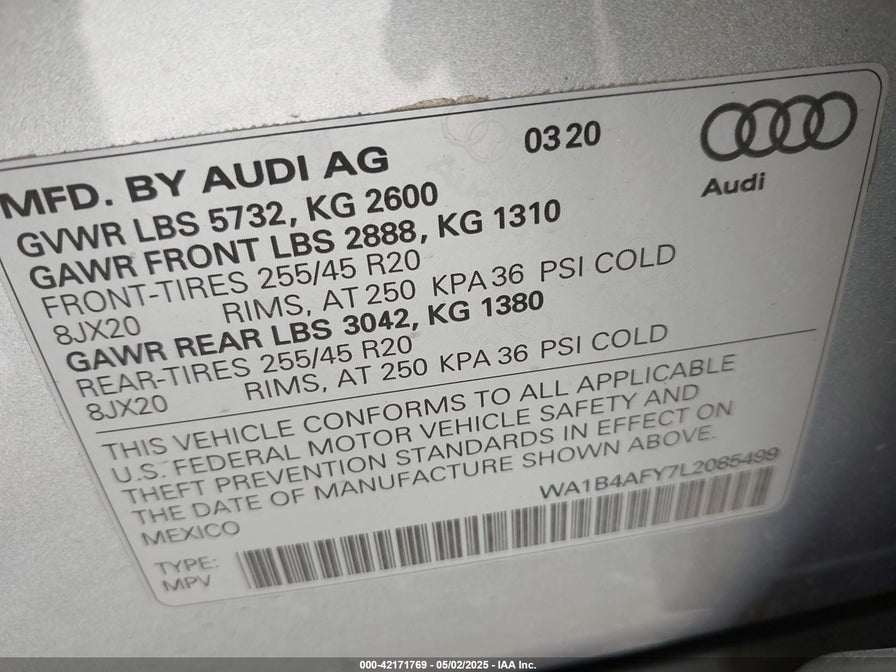 MFD. BY AUDI AG 03 20
Audi
GVWR LBS 5732, KG 2600
GAWR FRONT LBS 2888, KG 1310
FRONT-TIRES 255/45 R20
8JX20 RIMS, AT 250 KPA 36 PSI COLD
GAWR REAR LBS 3042, KG 1380
REAR-TIRES 255/45 R20
8JX20 RIMS, AT 250 KPA 36 PSI COLD
THIS VEHICLE CONFORMS TO ALL APPLICABLE
U.S. FEDERAL MOTOR VEHICLE SAFETY AND
THEFT PREVENTION STANDARDS IN EFFECT ON
THE DATE OF MANUFACTURE SHOWN ABOVE.
MEXICO WA1B4AFY7L2085499
TYPE:
MPV
000-42171769 - 05/02/2025 - IAA Inc.